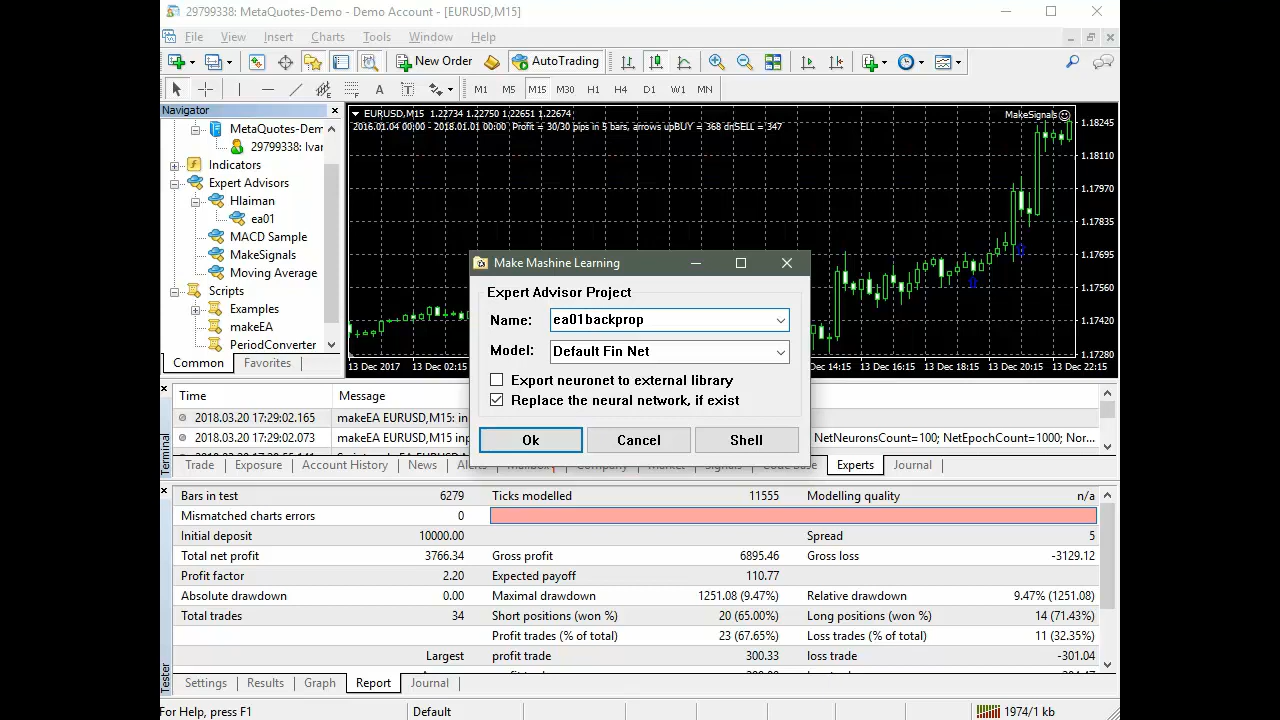 29799338: MetaQuotes-Demo - Demo Account - [EURUSD,M15]
File View Insert Charts Tools Window Help
New Order AutoTrading
A T M1 M5 M15 M30 H1 H4 D1 W1 MN
Navigator
MetaQuotes-Dem
29799338: Ivar
Indicators
Expert Advisors
Hlaiman
ea01
MACD Sample
MakeSignals
Moving Average
Scripts
Examples
makeEA
PeriodConverter
Common Favorites
EURUSD,M15 1.22734 1.22750 1.22651 1.22674
2016.01.04 00:00 - 2018.01.01 00:00 Profit = 30/30 pips in 5 bars, arrows upBUY = 368 dnSELL = 347
MakeSignals
1.18245
1.18110
1.17970
1.17835
1.17695
1.17560
1.17420
1.17280
13 Dec 2017 13 Dec 02:15 14:15 13 Dec 16:15 13 Dec 18:15 13 Dec 20:15 13 Dec 22:15
Make Mashine Learning
Expert Advisor Project
Name: ea01backprop
Model: Default Fin Net
Export neuronet to external library
Replace the neural network, if exist
Ok Cancel Shell
Time Message
2018.03.20 17:29:02.165 makeEA EURUSD,M15: in
2018.03.20 17:29:02.073 makeEA EURUSD,M15 inp NetNeuronsCount=100; NetEpochCount=1000; Nor...
Terminal
Trade Exposure Account History News Alerts Mailbox Company Market Signals Code Base Experts Journal
Bars in test 6279 Ticks modelled 11555 Modelling quality n/a
Mismatched charts errors 0
Initial deposit 10000.00 Spread 5
Total net profit 3766.34 Gross profit 6895.46 Gross loss -3129.12
Profit factor 2.20 Expected payoff 110.77
Absolute drawdown 0.00 Maximal drawdown 1251.08 (9.47%) Relative drawdown 9.47% (1251.08)
Total trades 34 Short positions (won %) 20 (65.00%) Long positions (won %) 14 (71.43%)
Profit trades (% of total) 23 (67.65%) Loss trades (% of total) 11 (32.35%)
Largest profit trade 300.33 loss trade -301.04
Tester
Settings Results Graph Report Journal
For Help, press F1 Default 1974/1 kb